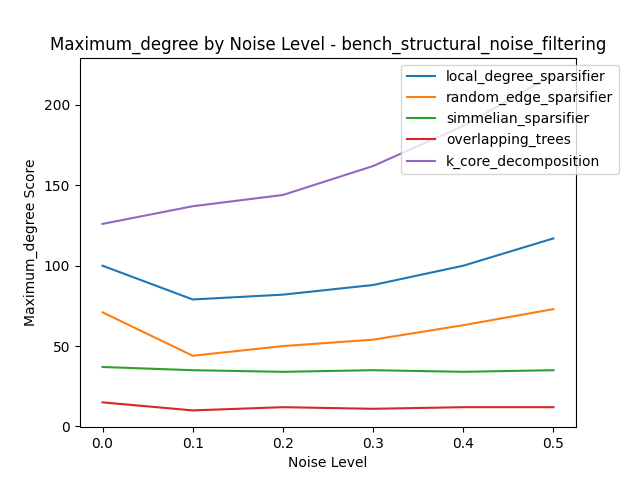 Maximum_degree by Noise Level - bench_structural_noise_filtering
local_degree_sparsifier
random_edge_sparsifier
simmelian_sparsifier
overlapping_trees
k_core_decomposition
Maximum_degree Score
200
150
100
50
0
0.0 0.1 0.2 0.3 0.4 0.5
Noise Level